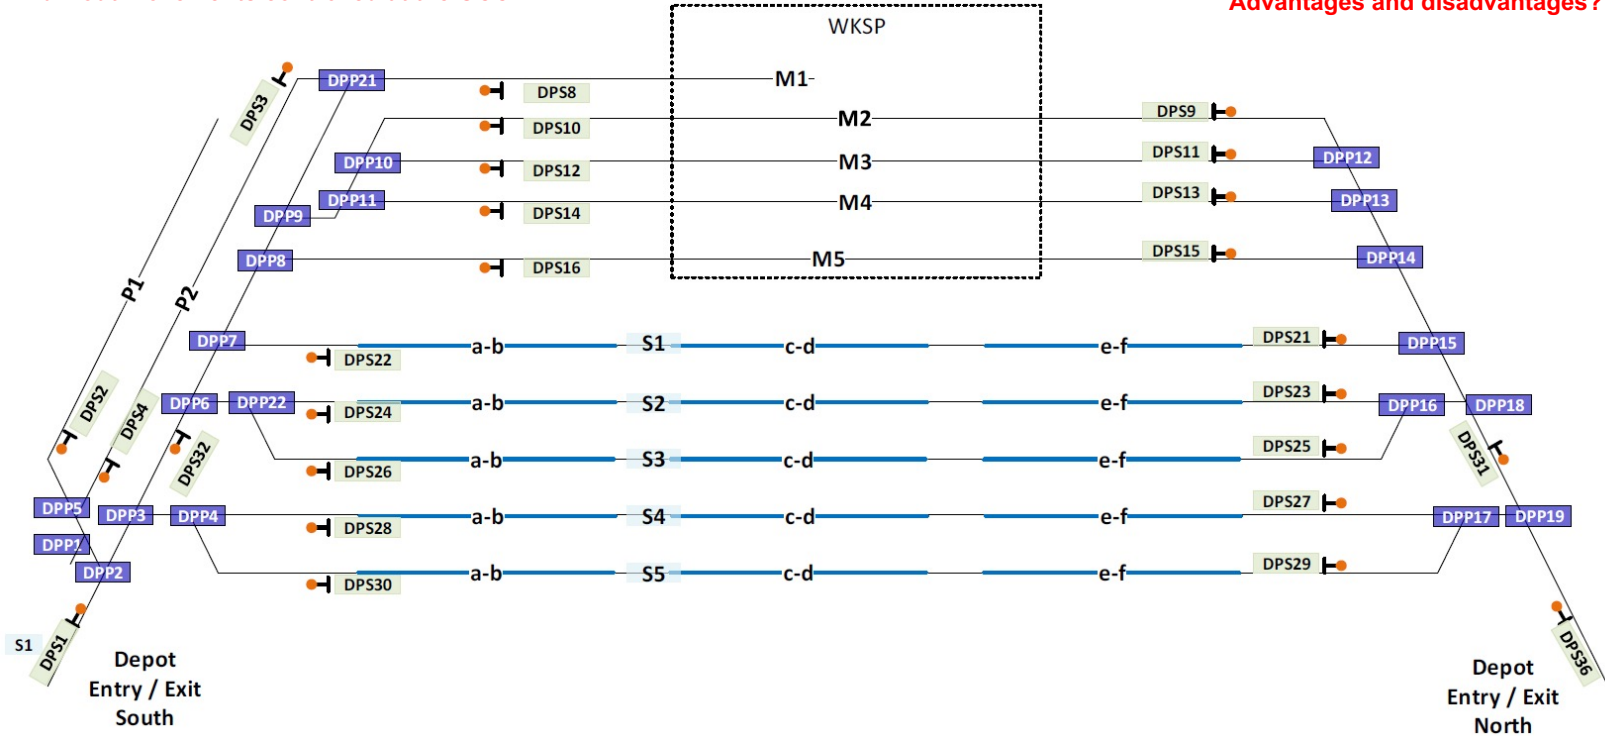 Advantages and disadvantages?
WKSP
DPS3
DPP21
DPS8
M1
DPS10
M2
DPS9
DPP10
DPS12
M3
DPS11
DPP12
DPP11
DPP9
DPS14
M4
DPS13
DPP13
DPP8
DPS16
M5
DPS15
DPP14
P1
P2
DPP7
DPS22
a-b
S1
c-d
e-f
DPS21
DPP15
DPS2
DPS4
DPP6
DPP22
DPS24
a-b
S2
c-d
e-f
DPS23
DPP16
DPP18
DPS32
DPS26
a-b
S3
c-d
e-f
DPS25
DPS31
DPP5
DPP3
DPP4
DPS28
a-b
S4
c-d
e-f
DPS27
DPP17
DPP19
DPP1
DPP2
DPS30
a-b
S5
c-d
e-f
DPS29
S1
DPS1
DPS36
Depot
Entry / Exit
South
Depot
Entry / Exit
North